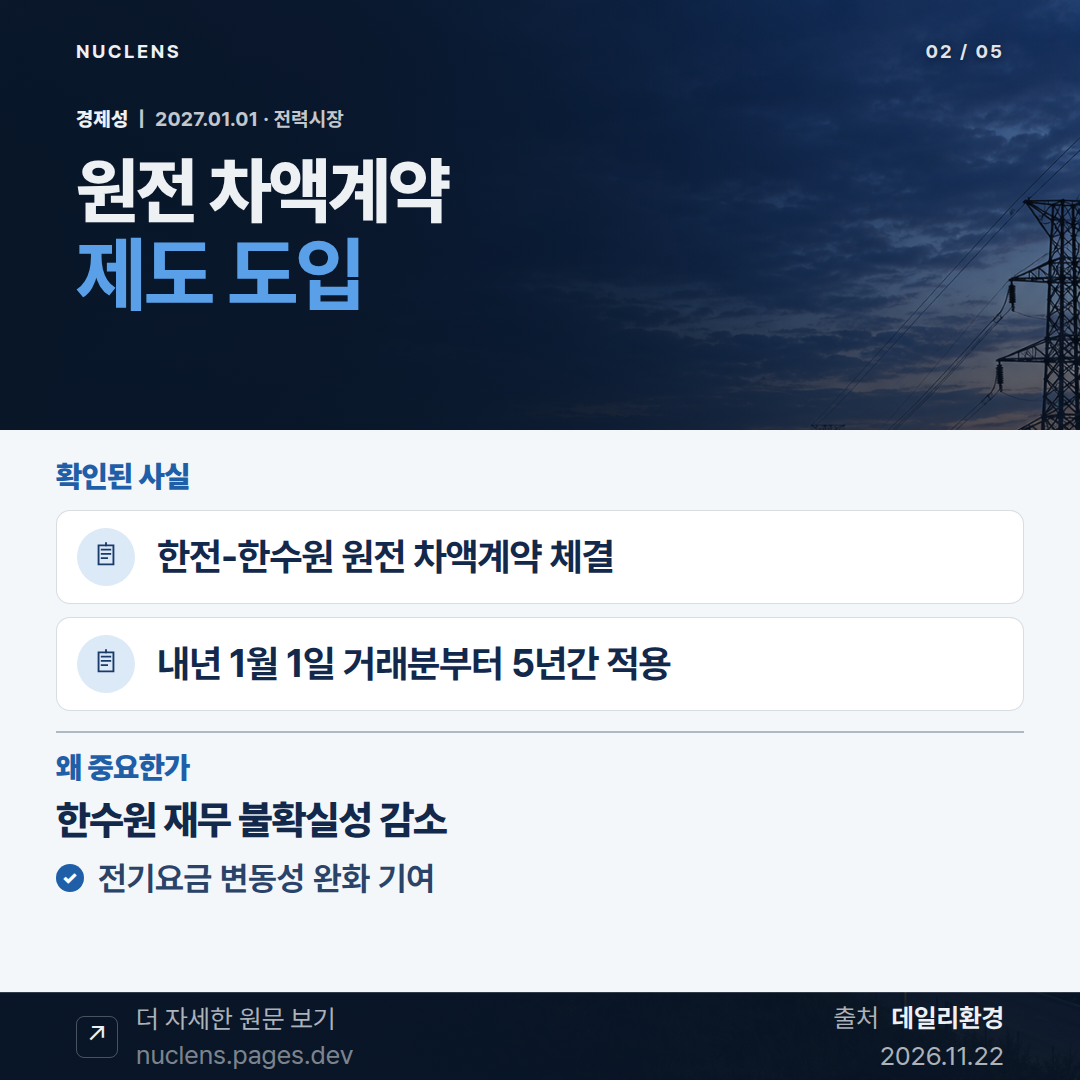 NUCLENS
02 / 05
경제성 | 2027.01.01 · 전력시장
원전 차액계약
제도 도입
확인된 사실
한전-한수원 원전 차액계약 체결
내년 1월 1일 거래분부터 5년간 적용
왜 중요한가
한수원 재무 불확실성 감소
전기요금 변동성 완화 기여
더 자세한 원문 보기
nuclens.pages.dev
출처 데일리환경
2026.11.22